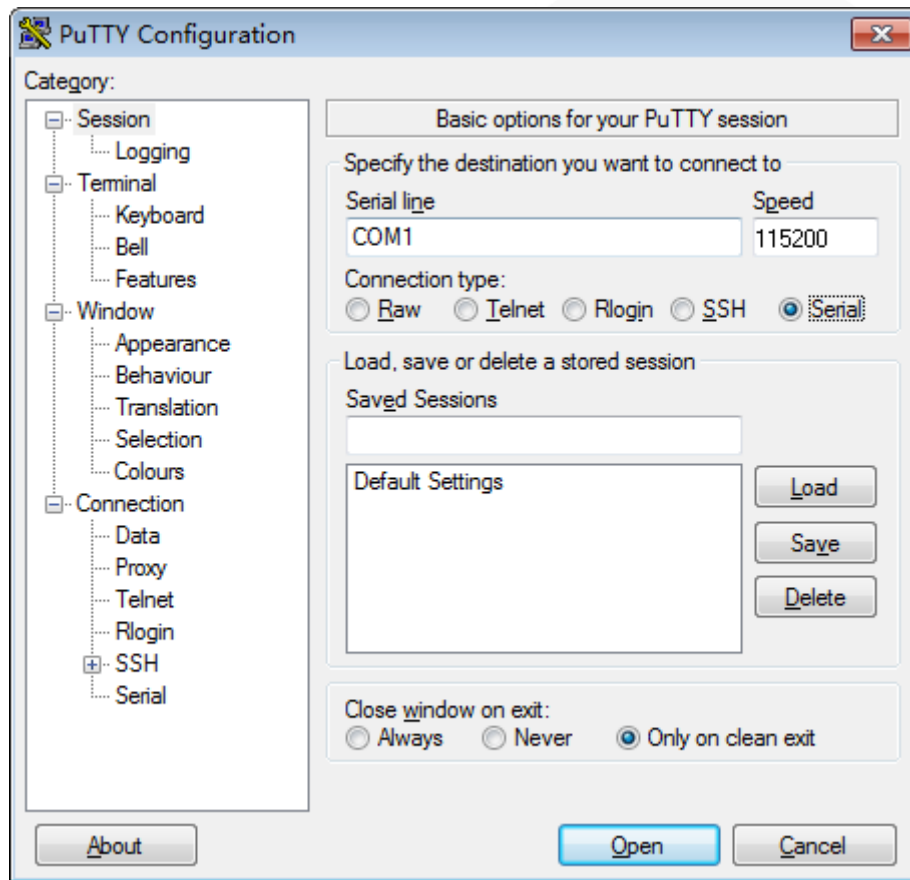 PuTTY Configuration
Category:
Session
Logging
Terminal
Keyboard
Bell
Features
Window
Appearance
Behaviour
Translation
Selection
Colours
Connection
Data
Proxy
Telnet
Rlogin
SSH
Serial
Basic options for your PuTTY session
Specify the destination you want to connect to
Serial line Speed
COM1 115200
Connection type:
Raw Telnet Rlogin SSH Serial
Load, save or delete a stored session
Saved Sessions
Default Settings
Load
Save
Delete
Close window on exit:
Always Never Only on clean exit
About Open Cancel